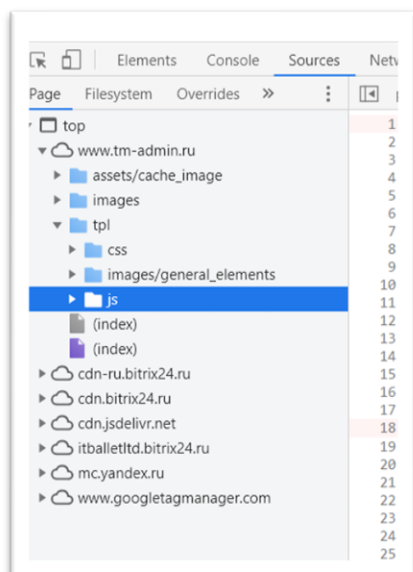 Elements Console Sources Netw
Page Filesystem Overrides »
top
www.tm-admin.ru
assets/cache_image
images
tpl
css
images/general_elements
js
(index)
(index)
cdn-ru.bitrix24.ru
cdn.bitrix24.ru
cdn.jsdelivr.net
itballetltd.bitrix24.ru
mc.yandex.ru
www.googletagmanager.com
1
2
3
4
5
6
7
8
9
10
11
12
13
14
15
16
17
18
19
20
21
22
23
24
25